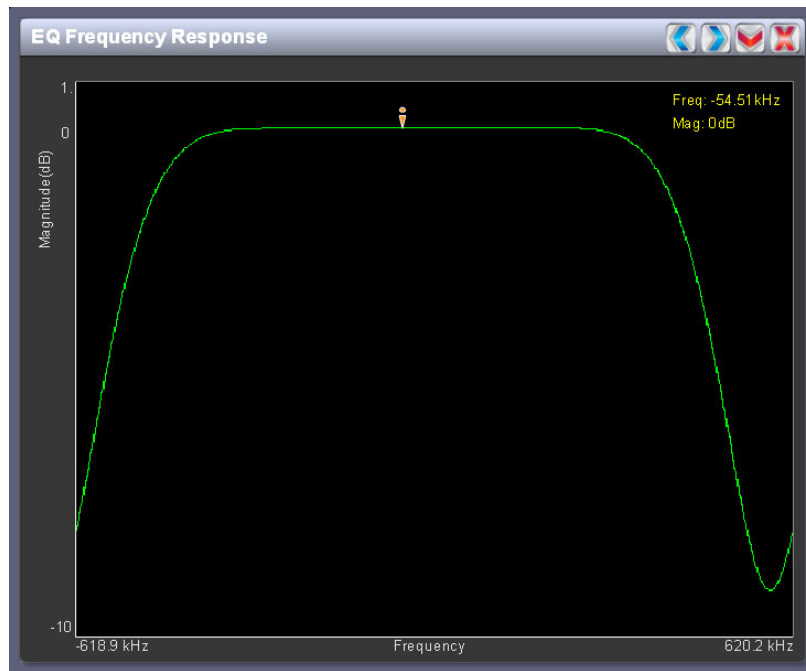 EQ Frequency Response
1.
Freq: -54.51kHz
Mag: 0dB
0
Magnitude(dB)
-10
-618.9 kHz Frequency 620.2 kHz